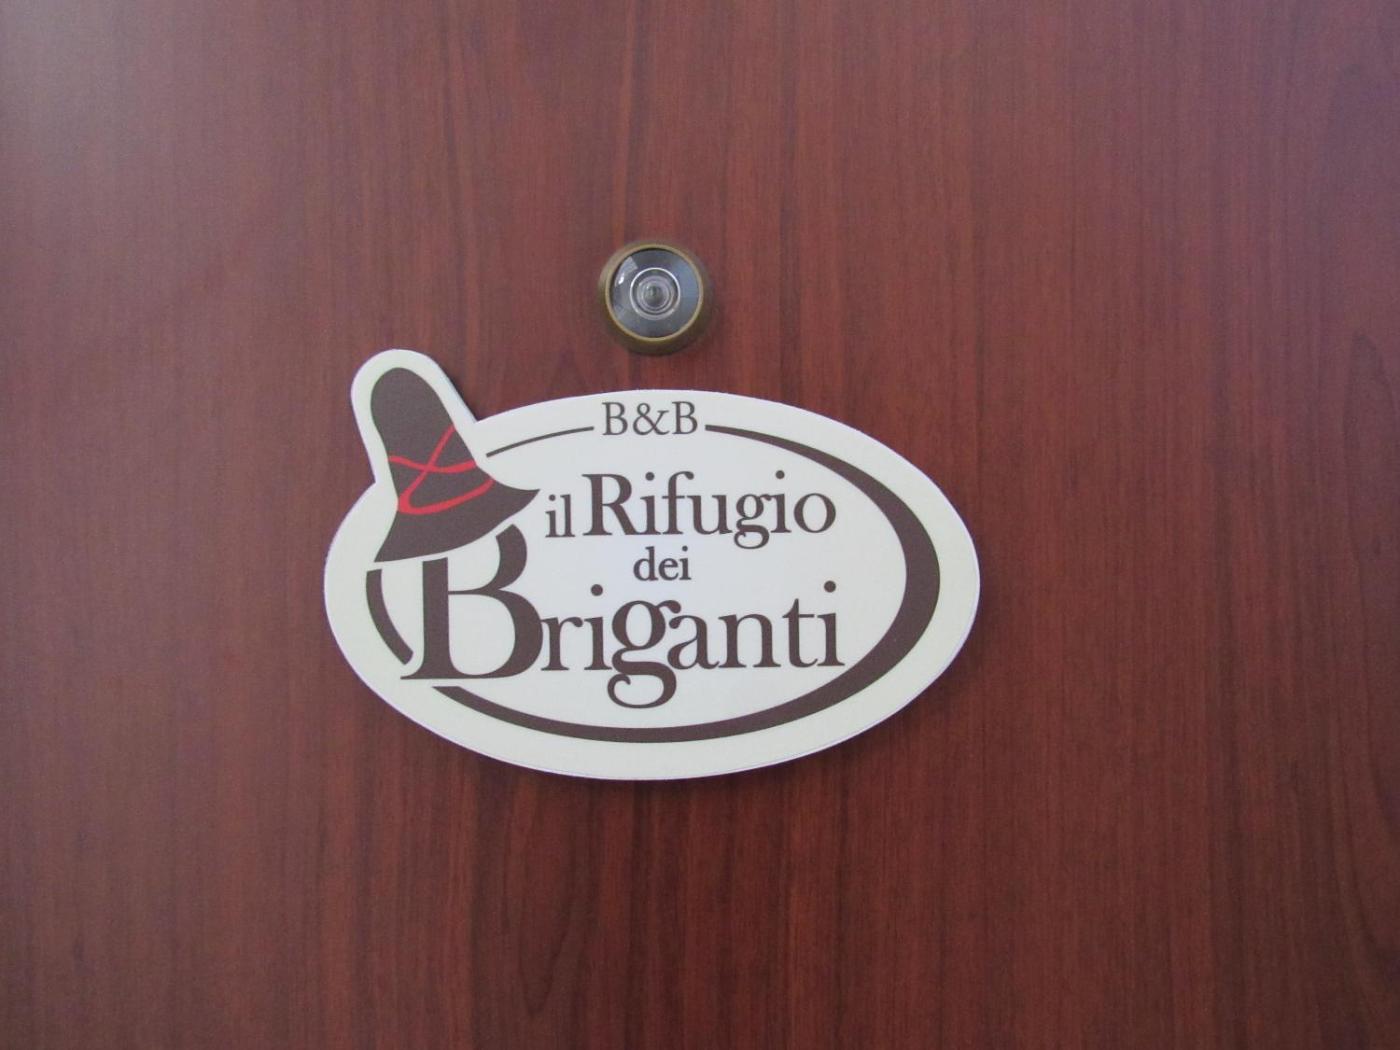 B&B
il Rifugio
dei
Briganti